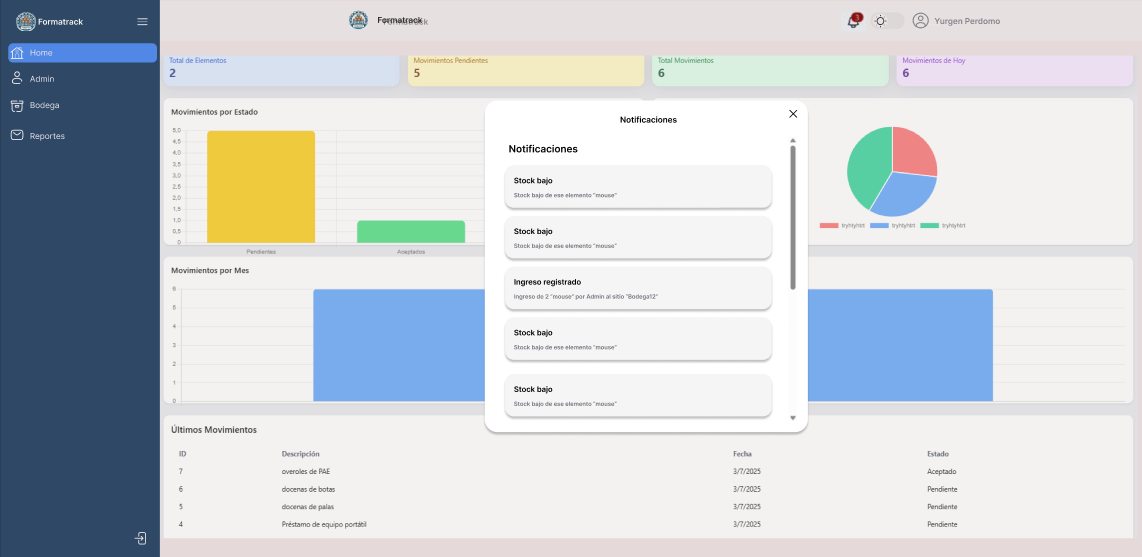 Formatrack
Home
Admin
Bodega
Reportes
Formatrack
Formatrack
3
Yurgen Perdomo
Total de Elementos
2
Movimientos Pendientes
5
Total Movimientos
6
Movimientos de Hoy
6
Movimientos por Estado
5,0
4,5
4,0
3,5
3,0
2,5
2,0
1,5
1,0
0,5
0
Pendientes
Aceptados
Movimientos por Mes
6
5
4
3
2
1
0
Notificaciones
Notificaciones
Stock bajo
Stock bajo de ese elemento "mouse"
Stock bajo
Stock bajo de ese elemento "mouse"
Ingreso registrado
Ingreso de 2 "mouse" por Admin al sitio "Bodega12"
Stock bajo
Stock bajo de ese elemento "mouse"
Stock bajo
Stock bajo de ese elemento "mouse"
Últimos Movimientos
ID Descripción Fecha Estado
7 overoles de PAE 3/7/2025 Aceptado
6 docenas de botas 3/7/2025 Pendiente
5 docenas de palas 3/7/2025 Pendiente
4 Préstamo de equipo portátil 3/7/2025 Pendiente